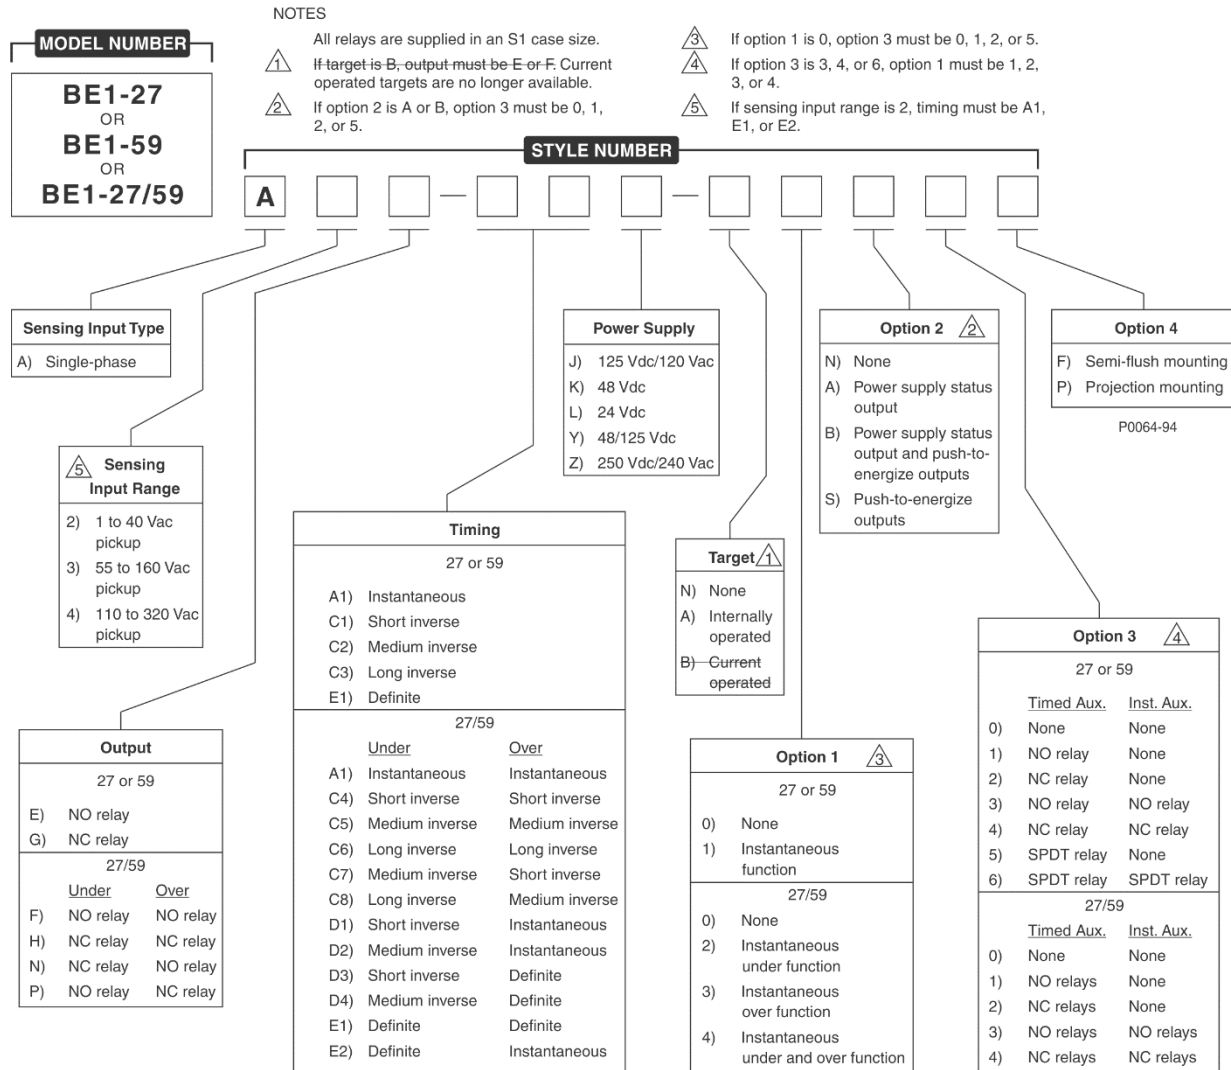 NOTES
All relays are supplied in an S1 case size.
1 If target is B, output must be E or F. Current
operated targets are no longer available.
2 If option 2 is A or B, option 3 must be 0, 1,
2, or 5.
3 If option 1 is 0, option 3 must be 0, 1, 2, or 5.
4 If option 3 is 3, 4, or 6, option 1 must be 1, 2,
3, or 4.
5 If sensing input range is 2, timing must be A1,
E1, or E2.
MODEL NUMBER
BE1-27
OR
BE1-59
OR
BE1-27/59
STYLE NUMBER
A
Sensing Input Type
A) Single-phase
5 Sensing
Input Range
2) 1 to 40 Vac
pickup
3) 55 to 160 Vac
pickup
4) 110 to 320 Vac
pickup
Output
27 or 59
E) NO relay
G) NC relay
27/59
Under Over
F) NO relay NO relay
H) NC relay NC relay
N) NC relay NO relay
P) NO relay NC relay
Timing
27 or 59
A1) Instantaneous
C1) Short inverse
C2) Medium inverse
C3) Long inverse
E1) Definite
27/59
Under Over
A1) Instantaneous Instantaneous
C4) Short inverse Short inverse
C5) Medium inverse Medium inverse
C6) Long inverse Long inverse
C7) Medium inverse Short inverse
C8) Long inverse Medium inverse
D1) Short inverse Instantaneous
D2) Medium inverse Instantaneous
D3) Short inverse Definite
D4) Medium inverse Definite
E1) Definite Definite
E2) Definite Instantaneous
Power Supply
J) 125 Vdc/120 Vac
K) 48 Vdc
L) 24 Vdc
Y) 48/125 Vdc
Z) 250 Vdc/240 Vac
Target 1
N) None
A) Internally
operated
B) Current
operated
Option 1 3
27 or 59
0) None
1) Instantaneous
function
27/59
0) None
2) Instantaneous
under function
3) Instantaneous
over function
4) Instantaneous
under and over function
Option 2 2
N) None
A) Power supply status
output
B) Power supply status
output and push-to-
energize outputs
S) Push-to-energize
outputs
Option 3 4
27 or 59
Timed Aux. Inst. Aux.
0) None None
1) NO relay None
2) NC relay None
3) NO relay NO relay
4) NC relay NC relay
5) SPDT relay None
6) SPDT relay SPDT relay
27/59
Timed Aux. Inst. Aux.
0) None None
1) NO relays None
2) NC relays None
3) NO relays NO relays
4) NC relays NC relays
Option 4
F) Semi-flush mounting
P) Projection mounting
P0064-94